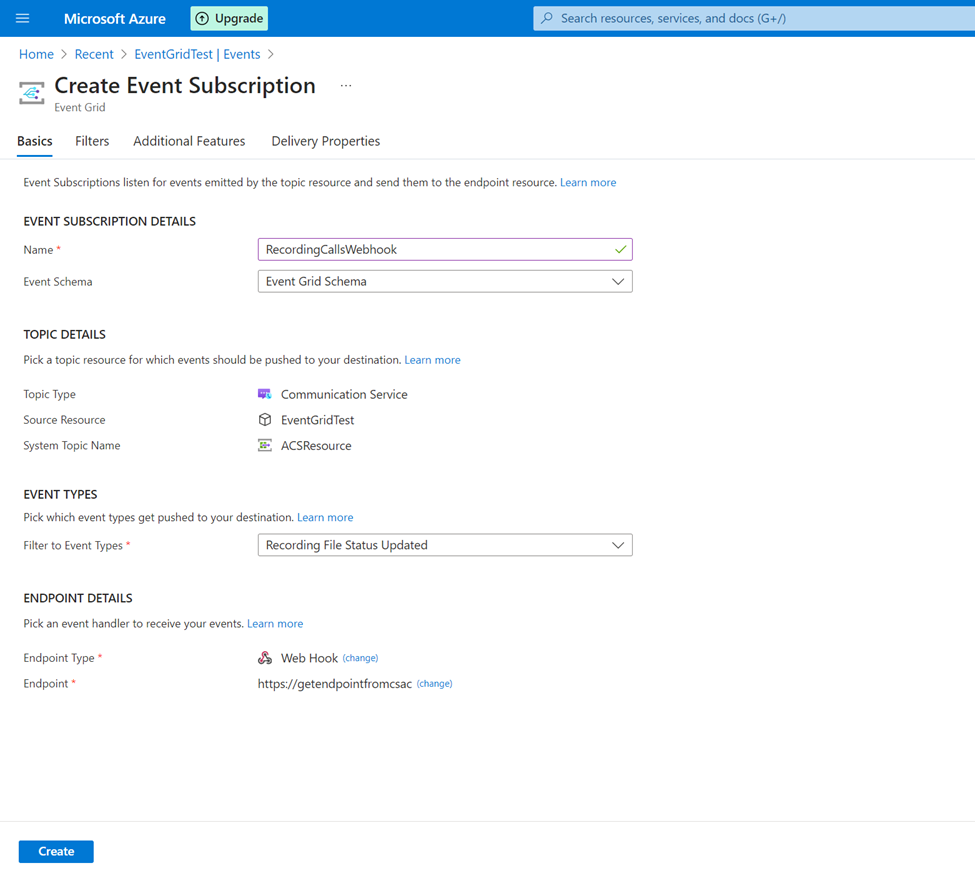 Microsoft Azure
Upgrade
Search resources, services, and docs (G+/)
Home > Recent > EventGridTest | Events >
Create Event Subscription ...
Event Grid
Basics Filters Additional Features Delivery Properties
Event Subscriptions listen for events emitted by the topic resource and send them to the endpoint resource. Learn more
EVENT SUBSCRIPTION DETAILS
Name * RecordingCallsWebhook
Event Schema Event Grid Schema
TOPIC DETAILS
Pick a topic resource for which events should be pushed to your destination. Learn more
Topic Type Communication Service
Source Resource EventGridTest
System Topic Name ACSResource
EVENT TYPES
Pick which event types get pushed to your destination. Learn more
Filter to Event Types * Recording File Status Updated
ENDPOINT DETAILS
Pick an event handler to receive your events. Learn more
Endpoint Type * Web Hook (change)
Endpoint * https://getendpointfromcsac (change)
Create